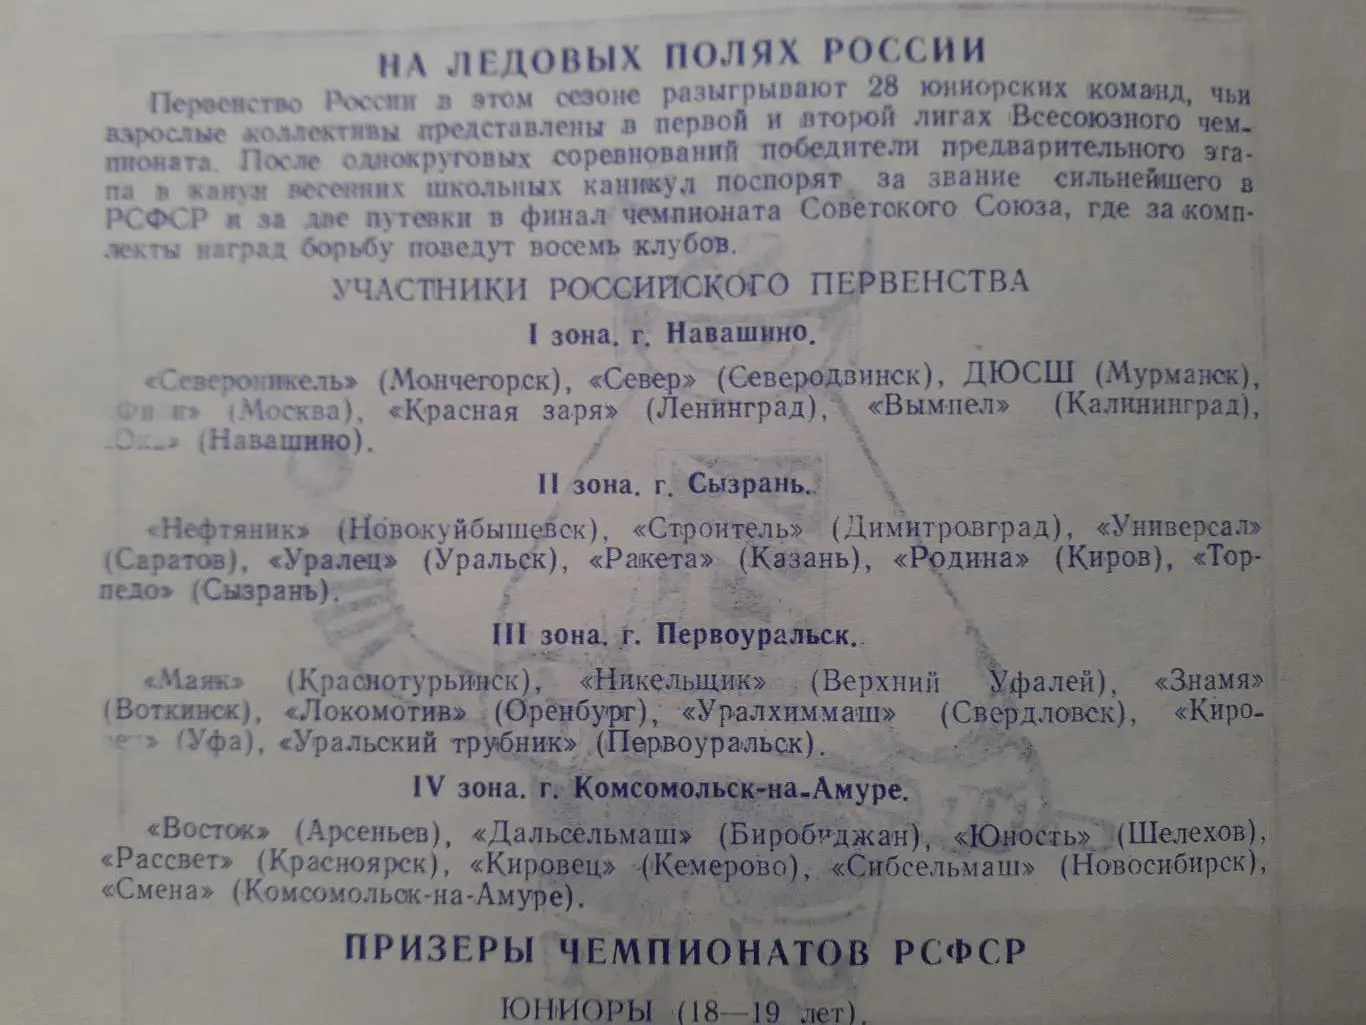 НА ЛЕДОВЫХ ПОЛЯХ РОССИИ
Первенство России в этом сезоне разыгрывают 28 юниорских команд, чьи
взрослые коллективы представлены в первой и второй лигах Всесоюзного чем-
пионата. После однокруговых соревнований победители предварительного эта-
па в канун весенних школьных каникул поспорят за звание сильнейшего в
РСФСР и за две путевки в финал чемпионата Советского Союза, где за комп-
лекты наград борьбу поведут восемь клубов.
УЧАСТНИКИ РОССИЙСКОГО ПЕРВЕНСТВА
I зона. г. Навашино.
«Североникель» (Мончегорск), «Север» (Северодвинск), ДЮСШ (Мурманск),
(Москва), «Красная заря» (Ленинград), «Вымпел» (Калининград),
(Навашино).
II зона. г. Сызрань.
«Нефтяник» (Новокуйбышевск), «Строитель» (Димитровград), «Универсал»
(Саратов), «Уралец» (Уральск), «Ракета» (Казань), «Родина» (Киров), «Тор-
педо» (Сызрань).
III зона. г. Первоуральск.
«Маяк» (Краснотурьинск), «Никельщик» (Верхний Уфалей), «Знамя»
(Воткинск), «Локомотив» (Оренбург), «Уралхиммаш» (Свердловск), «Киро-
(Уфа), «Уральский трубник» (Первоуральск).
IV зона. г. Комсомольск-на-Амуре.
«Восток» (Арсеньев), «Дальсельмаш» (Биробиджан), «Юность» (Шелехов),
«Рассвет» (Красноярск), «Кировец» (Кемерово), «Сибсельмаш» (Новосибирск),
«Смена» (Комсомольск-на-Амуре).
ПРИЗЕРЫ ЧЕМПИОНАТОВ РСФСР
ЮНИОРЫ (18—19 лет).